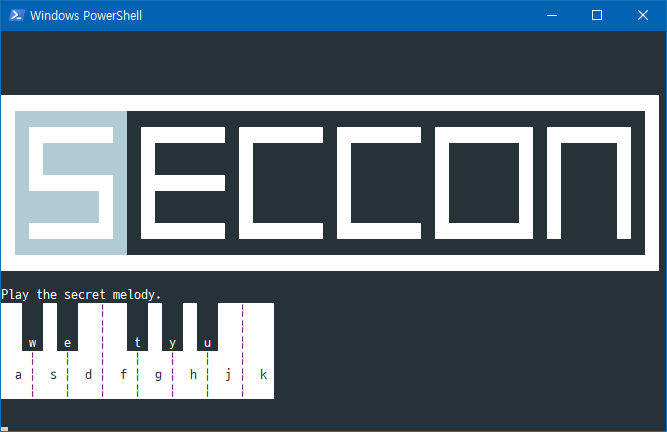 Windows PowerShell
SECCON
Play the secret melody.
w e t y u
a s d f g h j k